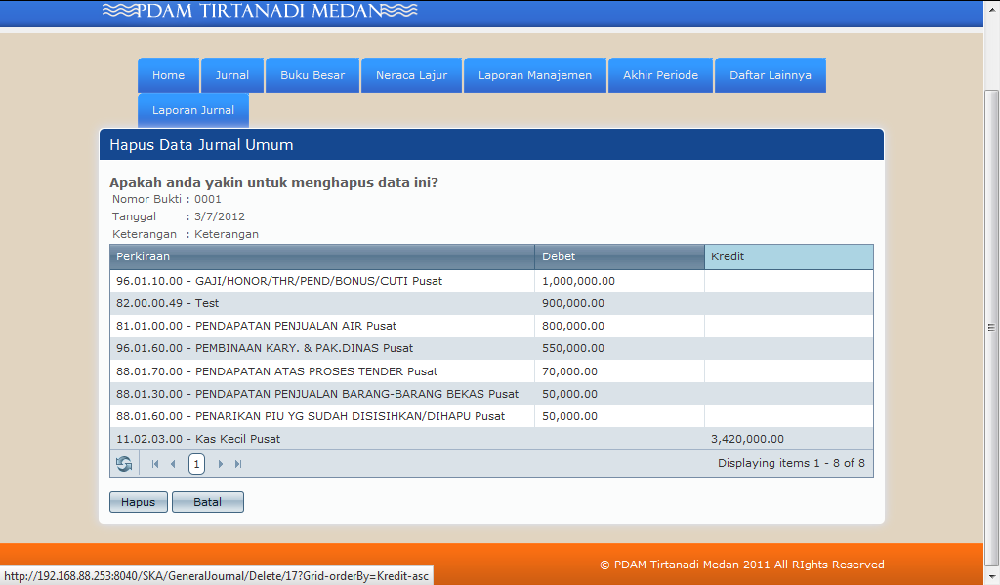 PDAM TIRTANADI MEDAN
Home Jurnal Buku Besar Neraca Lajur Laporan Manajemen Akhir Periode Daftar Lainnya
Laporan Jurnal
Hapus Data Jurnal Umum
Apakah anda yakin untuk menghapus data ini?
Nomor Bukti : 0001
Tanggal : 3/7/2012
Keterangan : Keterangan
Perkiraan Debet Kredit
96.01.10.00 - GAJI/HONOR/THR/PEND/BONUS/CUTI Pusat 1,000,000.00
82.00.00.49 - Test 900,000.00
81.01.00.00 - PENDAPATAN PENJUALAN AIR Pusat 800,000.00
96.01.60.00 - PEMBINAAN KARY. & PAK.DINAS Pusat 550,000.00
88.01.70.00 - PENDAPATAN ATAS PROSES TENDER Pusat 70,000.00
88.01.30.00 - PENDAPATAN PENJUALAN BARANG-BARANG BEKAS Pusat 50,000.00
88.01.60.00 - PENARIKAN PIU YG SUDAH DISISIHKAN/DIHAPU Pusat 50,000.00
11.02.03.00 - Kas Kecil Pusat 3,420,000.00
1 Displaying items 1 - 8 of 8
Hapus Batal
© PDAM Tirtanadi Medan 2011 All RIghts Reserved
http://192.168.88.253:8040/SKA/GeneralJournal/Delete/17?Grid-orderBy=Kredit-asc